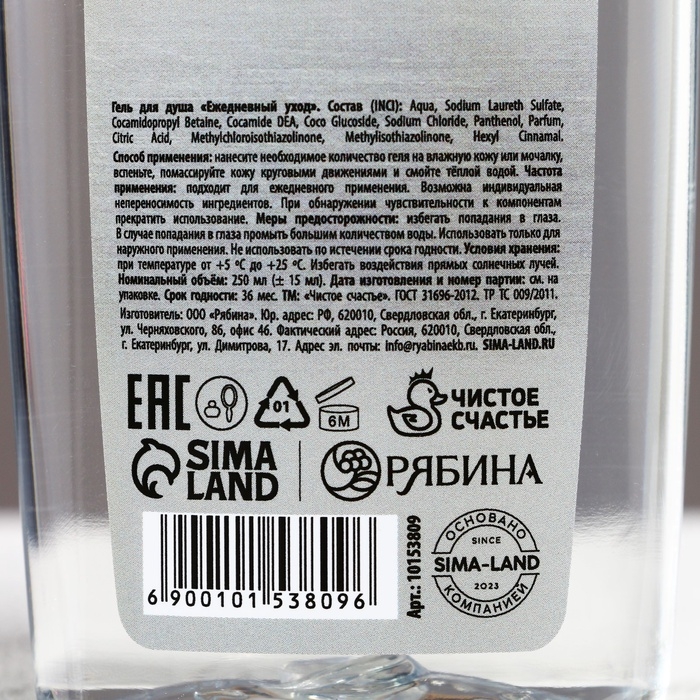 Гель для душа «Ежедневный уход». Состав (INCI): Aqua, Sodium Laureth Sulfate,
Cocamidopropyl Betaine, Cocamide DEA, Coco Glucoside, Sodium Chloride, Panthenol, Parfum,
Citric Acid, Methylchloroisothiazolinone, Methylisothiazolinone, Hexyl Cinnamal.
Способ применения: нанесите необходимое количество геля на влажную кожу или мочалку,
вспеньте, помассируйте кожу круговыми движениями и смойте тёплой водой. Частота
применения: подходит для ежедневного применения. Возможна индивидуальная
непереносимость ингредиентов. При обнаружении чувствительности к компонентам
прекратить использование. Меры предосторожности: избегать попадания в глаза.
В случае попадания в глаза промыть большим количеством воды. Использовать только для
наружного применения. Не использовать по истечении срока годности. Условия хранения:
при температуре от +5 ºC до +25 ºC. Избегать воздействия прямых солнечных лучей.
Номинальный объём: 250 мл (± 15 мл). Дата изготовления и номер партии: см. на
упаковке. Срок годности: 36 мес. ТМ: «Чистое счастье». ГОСТ 31696-2012. ТР ТС 009/2011.
Изготовитель: ООО «Рябина». Юр. адрес: РФ, 620010, Свердловская обл., г. Екатеринбург,
ул. Черняховского, 86, офис 46. Фактический адрес: Россия, 620010, Свердловская обл.,
г. Екатеринбург, ул. Димитрова, 17. Адрес эл. почты: info@ryabinaekb.ru. SIMA-LAND.RU
EAC
01
6M
ЧИСТОЕ
СЧАСТЬЕ
SIMA
LAND
РЯБИНА
6 900101 538096
Арт.: 10153809
ОСНОВАНО
SINCE
SIMA-LAND
2023
КОМПАНИЕЙ